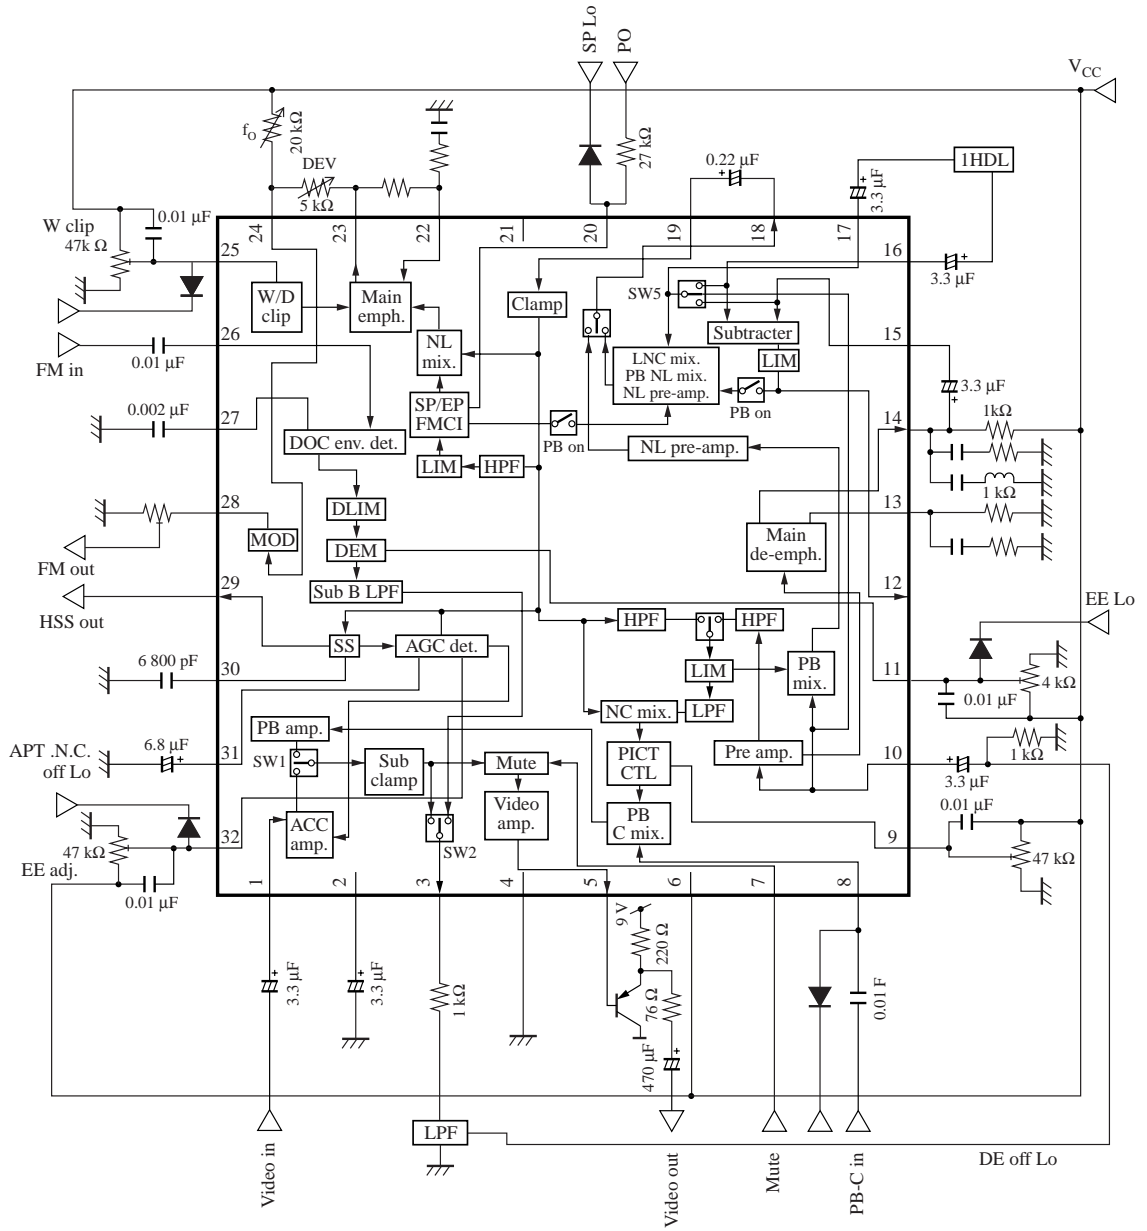 SP Lo
PO
V_CC
f_O
20 kΩ
27 kΩ
0.22 µF
+
1HDL
DEV
5 kΩ
+
3.3 µF
W clip
47k Ω
0.01 µF
24
23
22
21
20
19
18
17
25
16
+
3.3 µF
W/D
clip
Main
emph.
Clamp
SW5
Subtracter
26
15
FM in
0.01 µF
NL
mix.
LNC mix.
PB NL mix.
NL pre-amp.
LIM
3.3 µF
+
SP/EP
FMCI
PB on
27
0.002 µF
14
1kΩ
DOC env. det.
PB on
NL pre-amp.
LIM
HPF
28
DLIM
13
1 kΩ
MOD
DEM
Main
de-emph.
FM out
29
Sub B LPF
12
HSS out
EE Lo
HPF
HPF
SS
AGC det.
30
6 800 pF
LIM
PB
mix.
11
0.01 µF
4 kΩ
NC mix.
LPF
PB amp.
APT .N.C.
off Lo
6.8 µF
+
31
SW1
Sub
clamp
Mute
PICT
CTL
Pre amp.
10
+
3.3 µF
1 kΩ
Video
amp.
PB
C mix.
0.01 µF
ACC
amp.
SW2
32
9
47 kΩ
EE adj.
47 kΩ
0.01 µF
1
2
3
4
5
6
7
8
9 V
220 Ω
+
3.3 µF
+
3.3 µF
1 kΩ
76 Ω
0.01 F
470 µF
+
LPF
Video in
Video out
Mute
PB-C in
DE off Lo